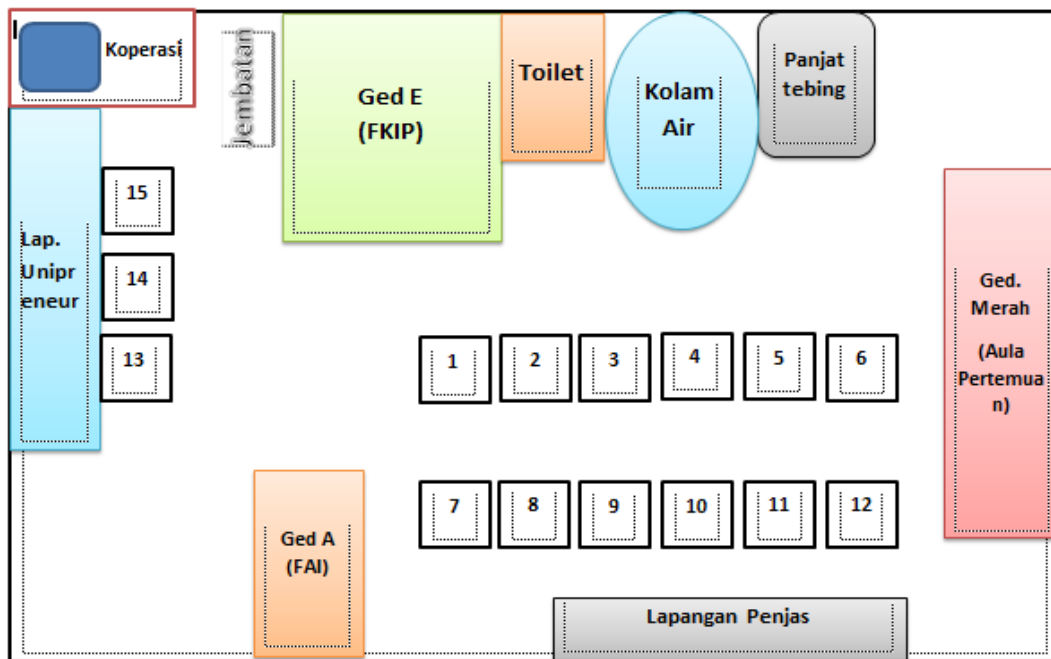 Koperasi
Jembatan
Ged E
(FKIP)
Toilet
Kolam
Air
Panjat
tebing
15
14
13
Lap.
Unipr
eneur
1
2
3
4
5
6
Ged.
Merah
(Aula
Pertemua
n)
7
8
9
10
11
12
Ged A
(FAI)
Lapangan Penjas